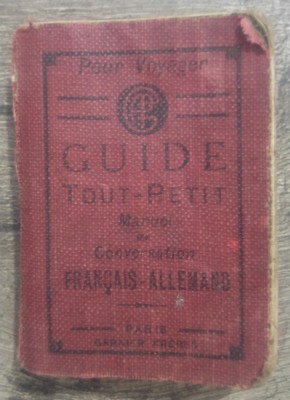 Pour Voyager
GUIDE
TOUT-PETIT
Manuel
de
Conversation
FRANÇAIS-ALLEMAND
PARIS
GARNIER FRÈRES